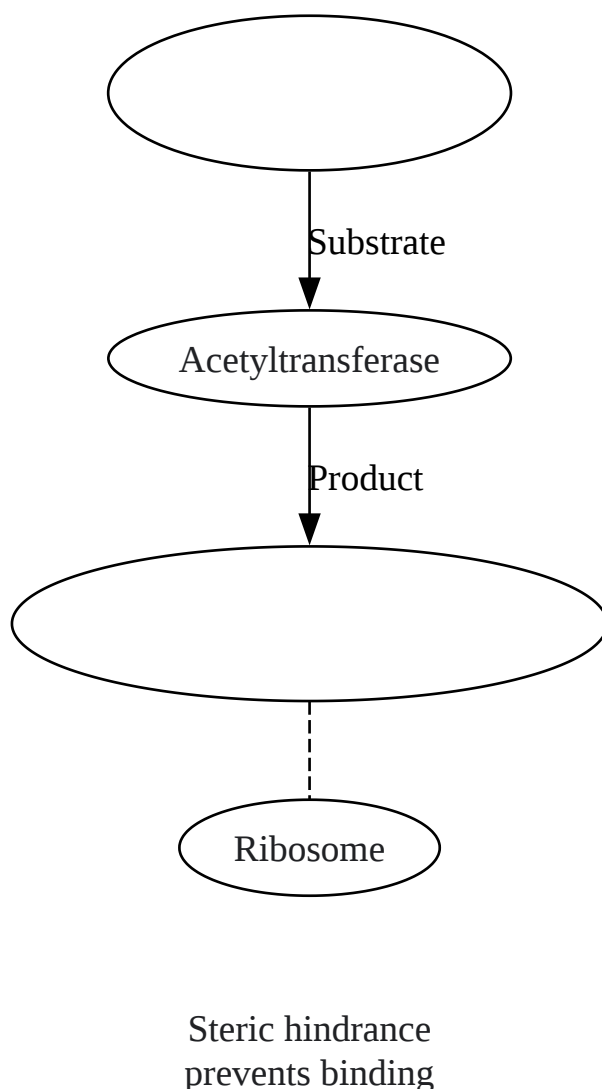 Substrate
Acetyltransferase
Product
Ribosome
Steric hindrance
prevents binding